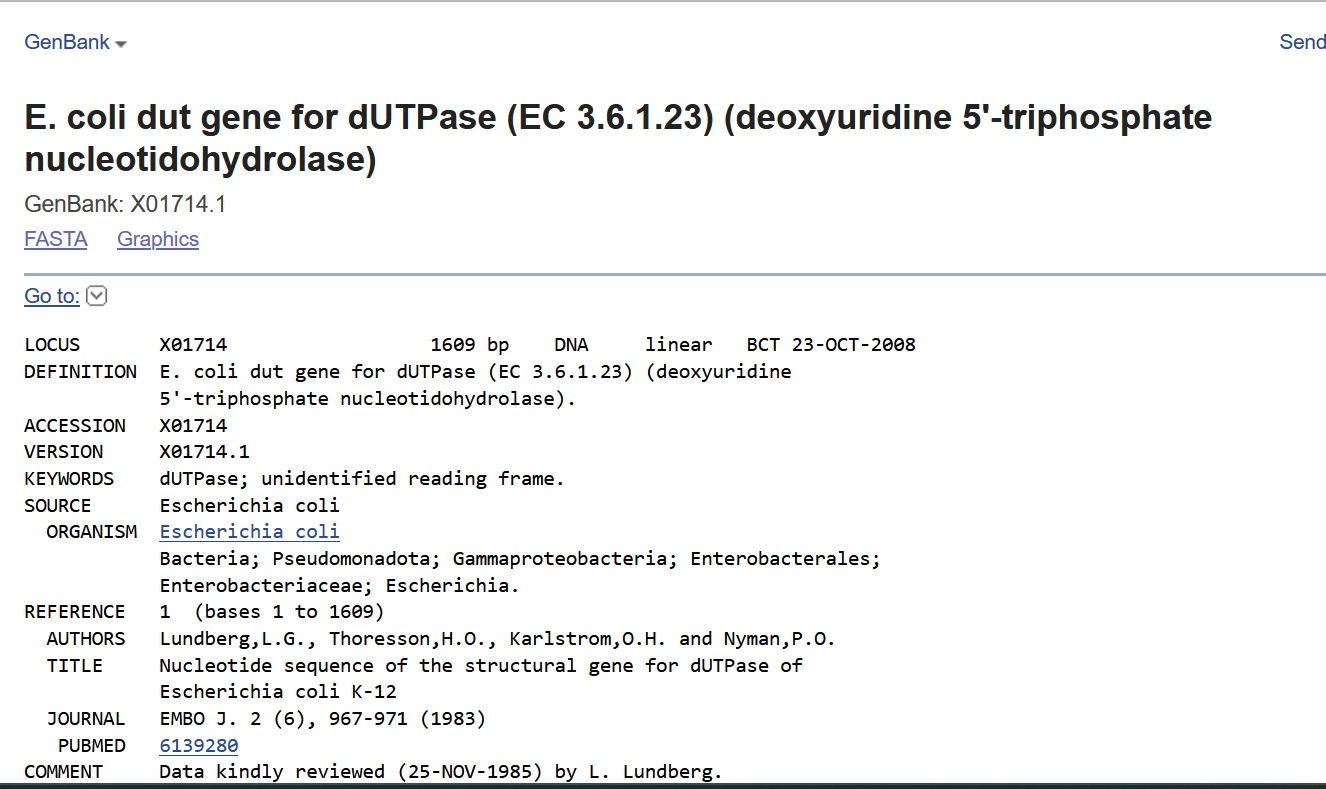 GenBank
Send
E. coli dut gene for dUTPase (EC 3.6.1.23) (deoxyuridine 5'-triphosphate
nucleotidohydrolase)
GenBank: X01714.1
FASTA Graphics
Go to:
LOCUS X01714 1609 bp DNA linear BCT 23-OCT-2008
DEFINITION E. coli dut gene for dUTPase (EC 3.6.1.23) (deoxyuridine
5'-triphosphate nucleotidohydrolase).
ACCESSION X01714
VERSION X01714.1
KEYWORDS dUTPase; unidentified reading frame.
SOURCE Escherichia coli
ORGANISM Escherichia coli
Bacteria; Pseudomonadota; Gammaproteobacteria; Enterobacterales;
Enterobacteriaceae; Escherichia.
REFERENCE 1 (bases 1 to 1609)
AUTHORS Lundberg,L.G., Thoresson,H.O., Karlstrom,O.H. and Nyman,P.O.
TITLE Nucleotide sequence of the structural gene for dUTPase of
Escherichia coli K-12
JOURNAL EMBO J. 2 (6), 967-971 (1983)
PUBMED 6139280
COMMENT Data kindly reviewed (25-NOV-1985) by L. Lundberg.